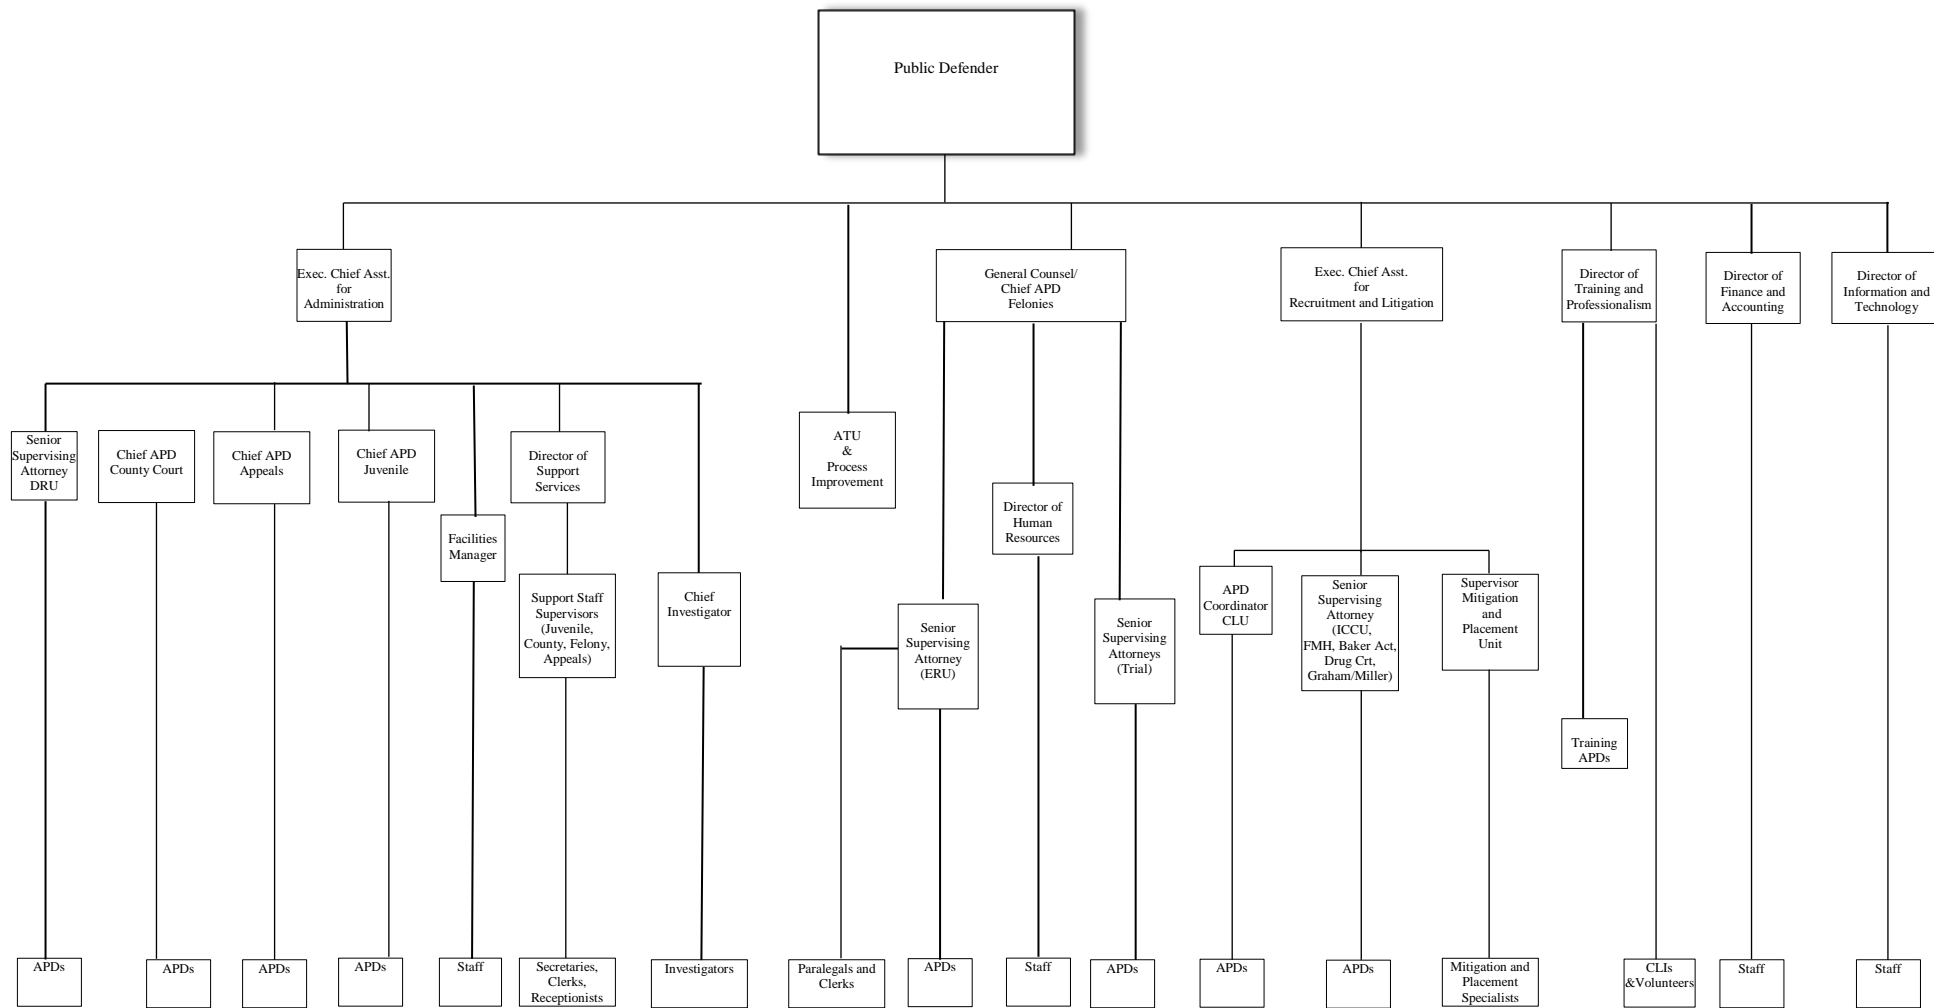 Public Defender
Exec. Chief Asst.
for
Administration
General Counsel/
Chief APD
Felonies
Exec. Chief Asst.
for
Recruitment and Litigation
Director of
Training and
Professionalism
Director of
Finance and
Accounting
Director of
Information and
Technology
Senior
Supervising
Attorney
DRU
Chief APD
County Court
Chief APD
Appeals
Chief APD
Juvenile
Director of
Support
Services
ATU
&
Process
Improvement
Facilities
Manager
Director of
Human
Resources
Support Staff
Supervisors
(Juvenile,
County, Felony,
Appeals)
Chief
Investigator
Senior
Supervising
Attorney
(ERU)
Senior
Supervising
Attorneys
(Trial)
APD
Coordinator
CLU
Senior
Supervising
Attorney
(ICCU,
FMH, Baker Act,
Drug Crt,
Graham/Miller)
Supervisor
Mitigation
and
Placement
Unit
Training
APDs
APDs
APDs
APDs
APDs
Staff
Secretaries,
Clerks,
Receptionists
Investigators
Paralegals and
Clerks
APDs
Staff
APDs
APDs
APDs
Mitigation and
Placement
Specialists
CLIs
&Volunteers
Staff
Staff